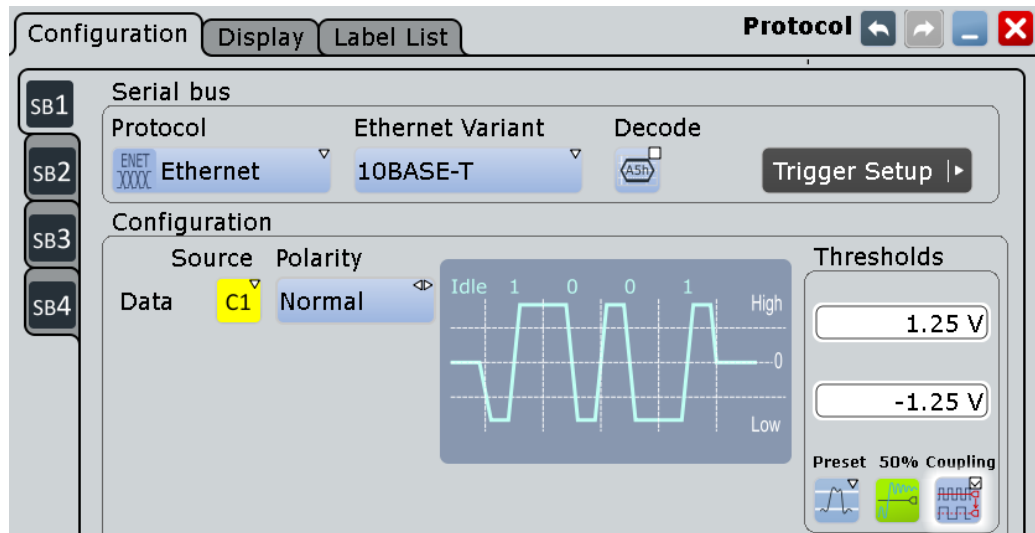 Configuration Display Label List Protocol
SB1
SB2
SB3
SB4
Serial bus
Protocol Ethernet Variant Decode
ENET XXXX Ethernet 10BASE-T A5h Trigger Setup
Configuration
Source Polarity
Data C1 Normal
Idle 1 0 0 1
High
0
Low
Thresholds
1.25 V
-1.25 V
Preset 50% Coupling